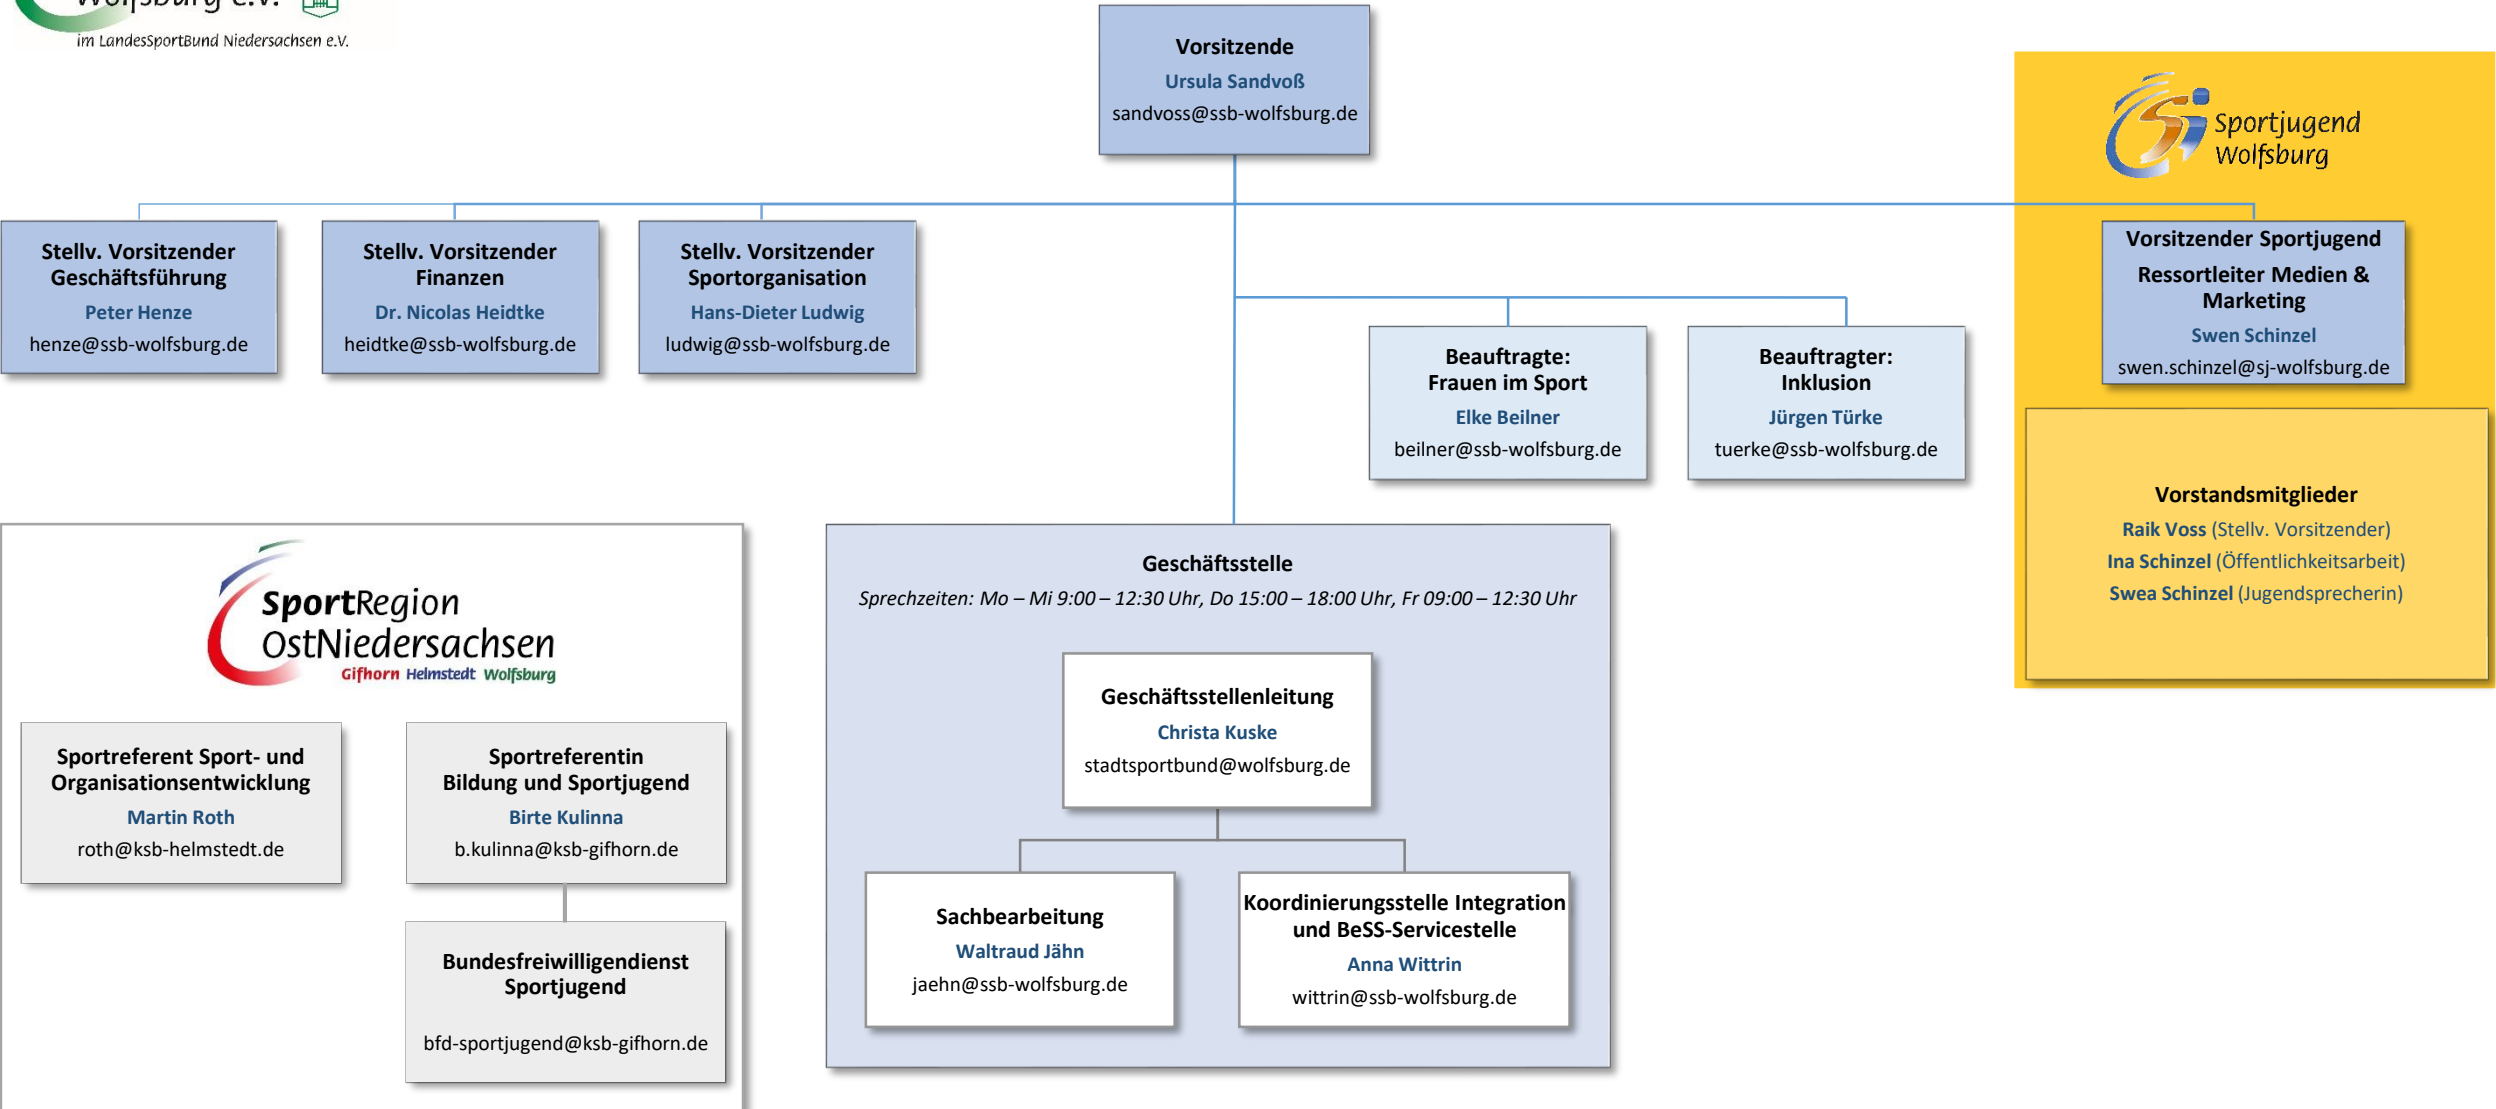 Wolfsburg e.V.
im LandesSportBund Niedersachsen e.V.
Vorsitzende
Ursula Sandvoß
sandvoss@ssb-wolfsburg.de
Sportjugend
Wolfsburg
Stellv. Vorsitzender
Geschäftsführung
Peter Henze
henze@ssb-wolfsburg.de
Stellv. Vorsitzender
Finanzen
Dr. Nicolas Heidtke
heidtke@ssb-wolfsburg.de
Stellv. Vorsitzender
Sportorganisation
Hans-Dieter Ludwig
ludwig@ssb-wolfsburg.de
Vorsitzender Sportjugend
Ressortleiter Medien &
Marketing
Swen Schinzel
swen.schinzel@sj-wolfsburg.de
Beauftragte:
Frauen im Sport
Elke Beilner
beilner@ssb-wolfsburg.de
Beauftragter:
Inklusion
Jürgen Türke
tuerke@ssb-wolfsburg.de
Vorstandsmitglieder
Raik Voss (Stellv. Vorsitzender)
Ina Schinzel (Öffentlichkeitsarbeit)
Swea Schinzel (Jugendsprecherin)
SportRegion
OstNiedersachsen
Gifhorn Helmstedt Wolfsburg
Sportreferent Sport- und
Organisationsentwicklung
Martin Roth
roth@ksb-helmstedt.de
Sportreferentin
Bildung und Sportjugend
Birte Kulinna
b.kulinna@ksb-gifhorn.de
Bundesfreiwilligendienst
Sportjugend
bfd-sportjugend@ksb-gifhorn.de
Geschäftsstelle
Sprechzeiten: Mo – Mi 9:00 – 12:30 Uhr, Do 15:00 – 18:00 Uhr, Fr 09:00 – 12:30 Uhr
Geschäftsstellenleitung
Christa Kuske
stadtsportbund@wolfsburg.de
Sachbearbeitung
Waltraud Jähn
jaehn@ssb-wolfsburg.de
Koordinierungsstelle Integration
und BeSS-Servicestelle
Anna Wittrin
wittrin@ssb-wolfsburg.de